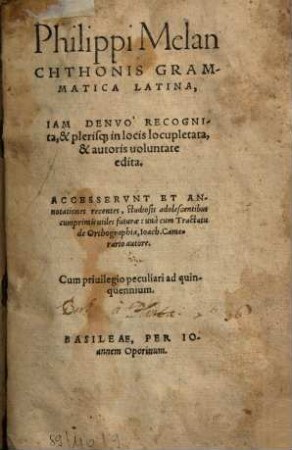 Philippi Melan
CHTHONIS GRAM-
MATICA LATINA,
IAM DENVO' RECOGNI-
ta, & plerisq; in locis locupletata,
& autoris uoluntate
edita.
ACCESSERVNT ET AN-
notationes recentes, studiosis adolescentibus
cumprimis utiles futuræ: unà cum Tractatu
de Orthographia, Ioach. Came-
rario autore.
Cum priuilegio peculiari ad quin-
quennium.
BASILEAE, PER IO-
annem Oporinum.